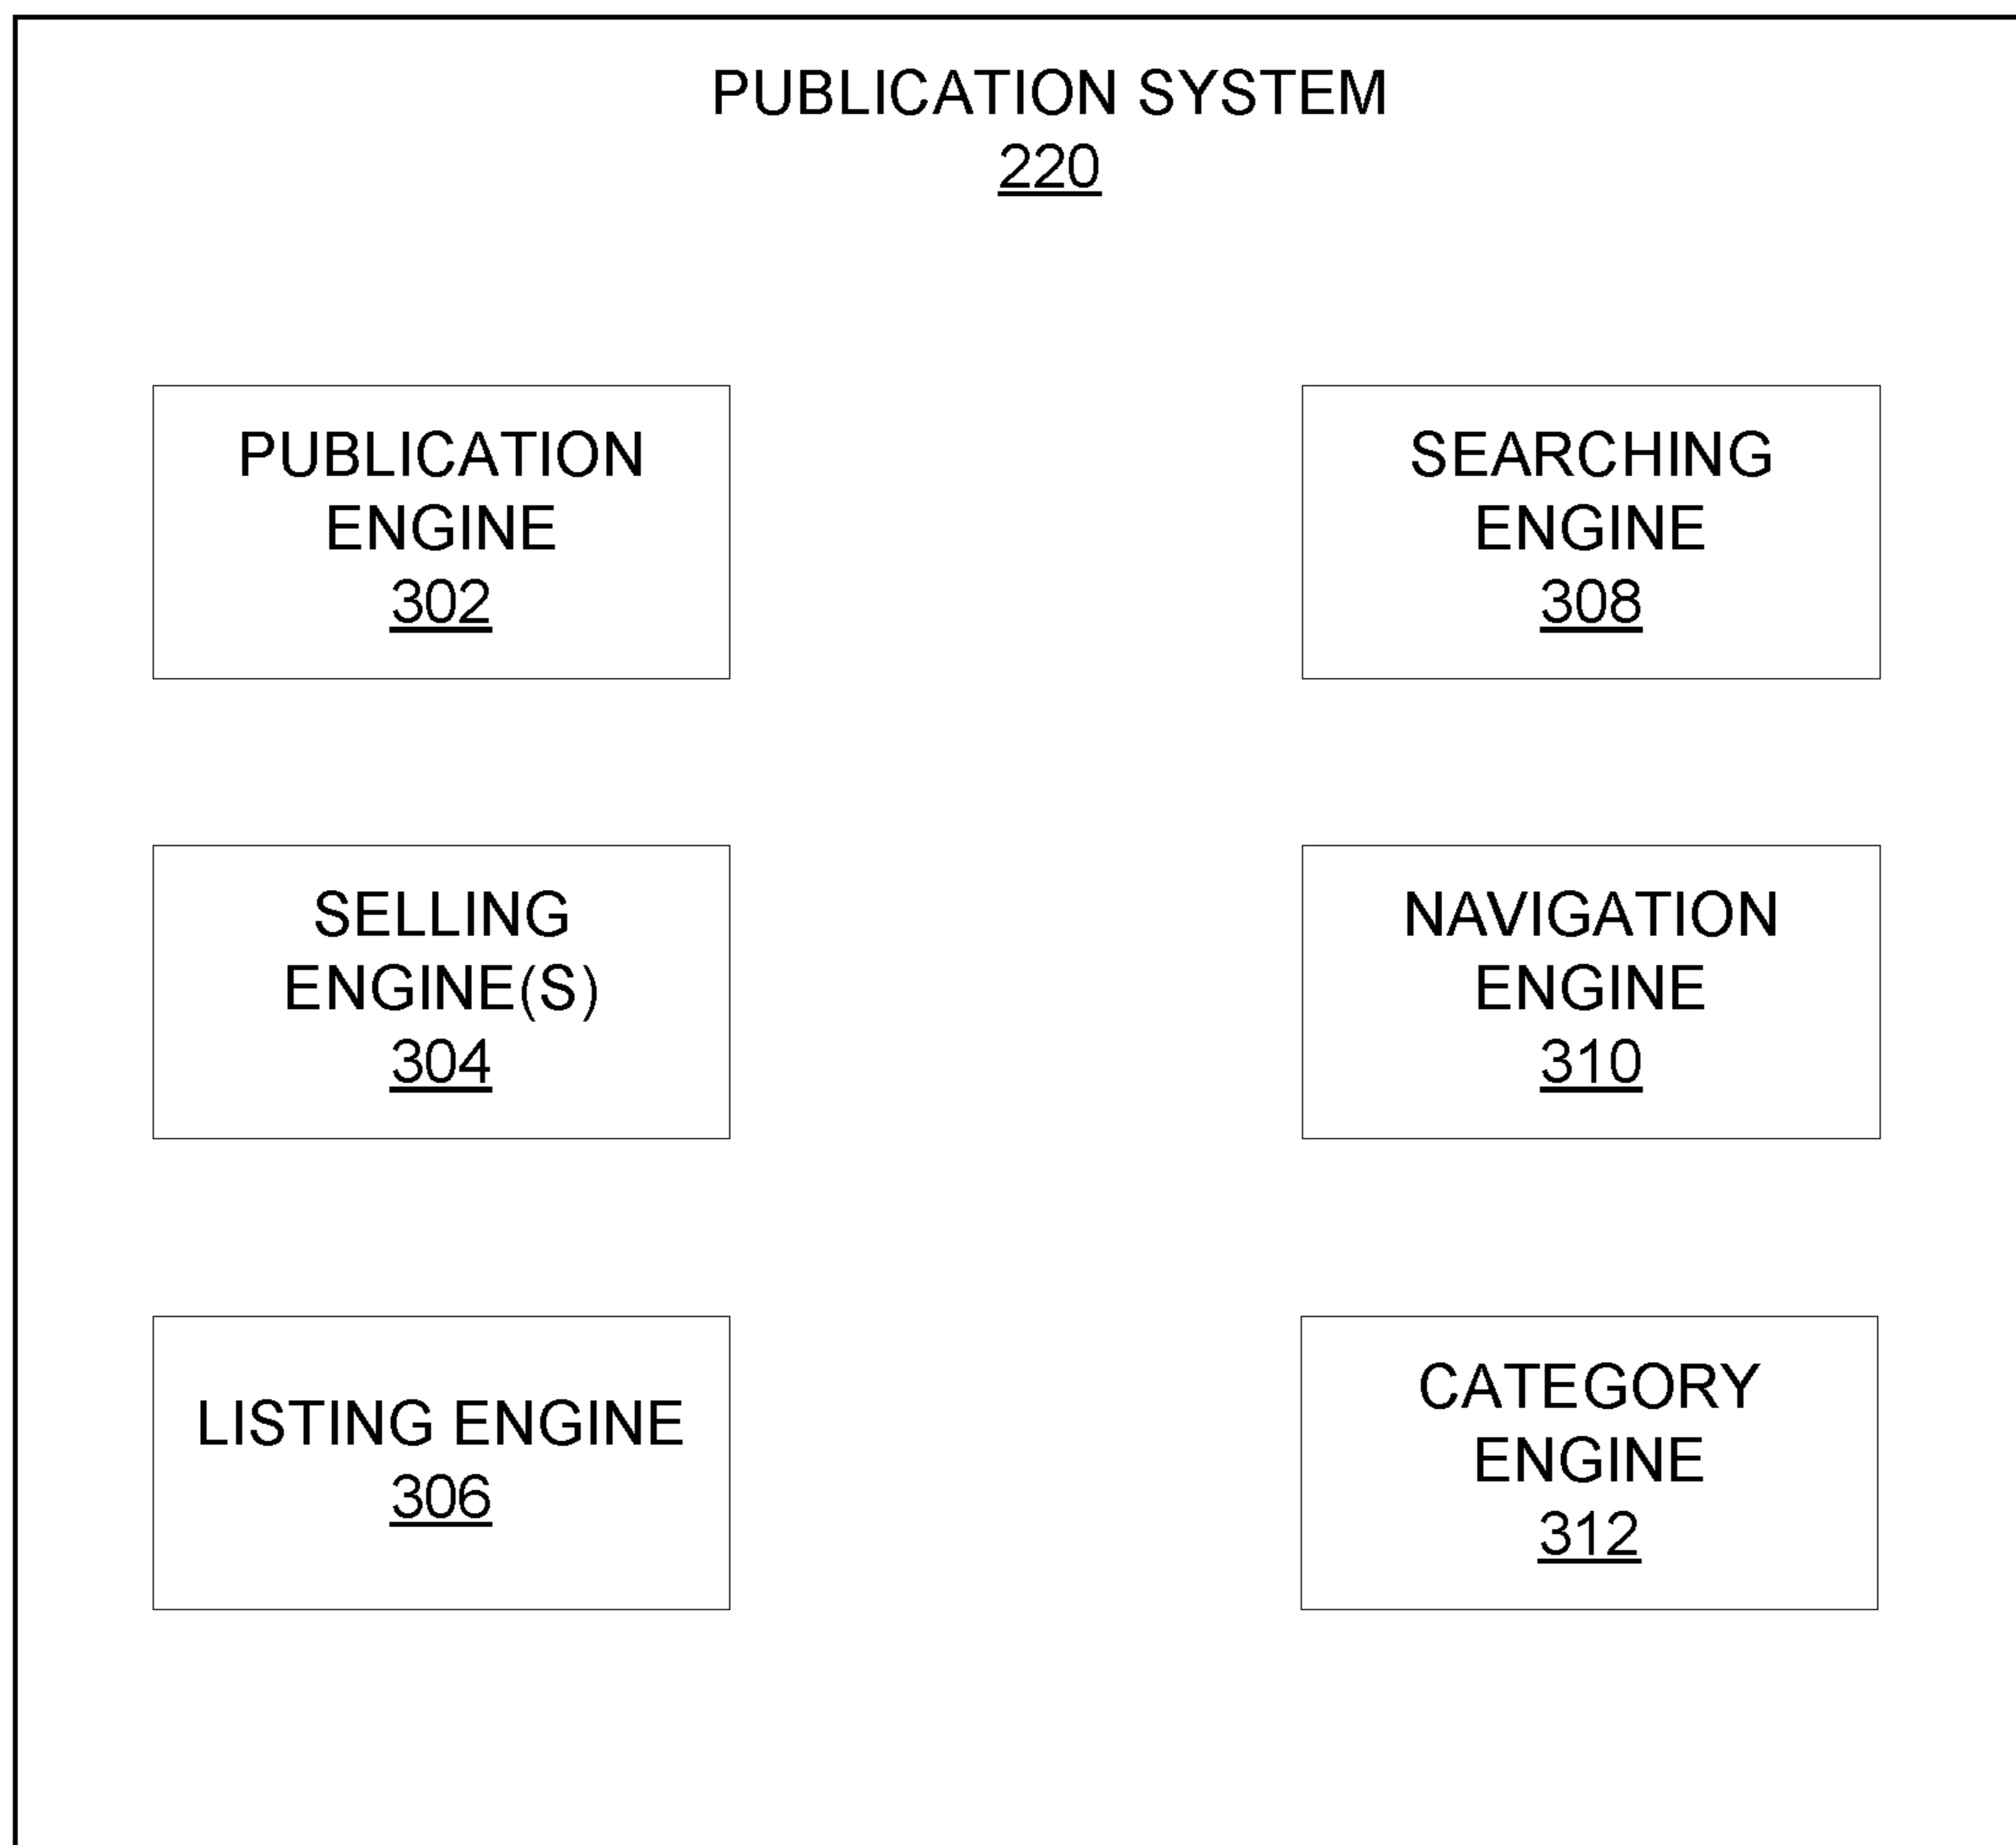 PUBLICATION SYSTEM
220
PUBLICATION
ENGINE
302
SEARCHING
ENGINE
308
SELLING
ENGINE(S)
304
NAVIGATION
ENGINE
310
LISTING ENGINE
306
CATEGORY
ENGINE
312